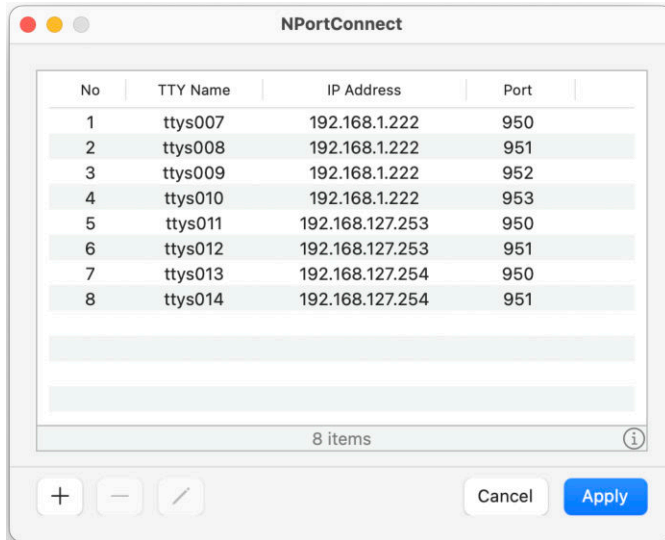 NPortConnect
No TTY Name IP Address Port
1 ttys007 192.168.1.222 950
2 ttys008 192.168.1.222 951
3 ttys009 192.168.1.222 952
4 ttys010 192.168.1.222 953
5 ttys011 192.168.127.253 950
6 ttys012 192.168.127.253 951
7 ttys013 192.168.127.254 950
8 ttys014 192.168.127.254 951
8 items
Cancel Apply